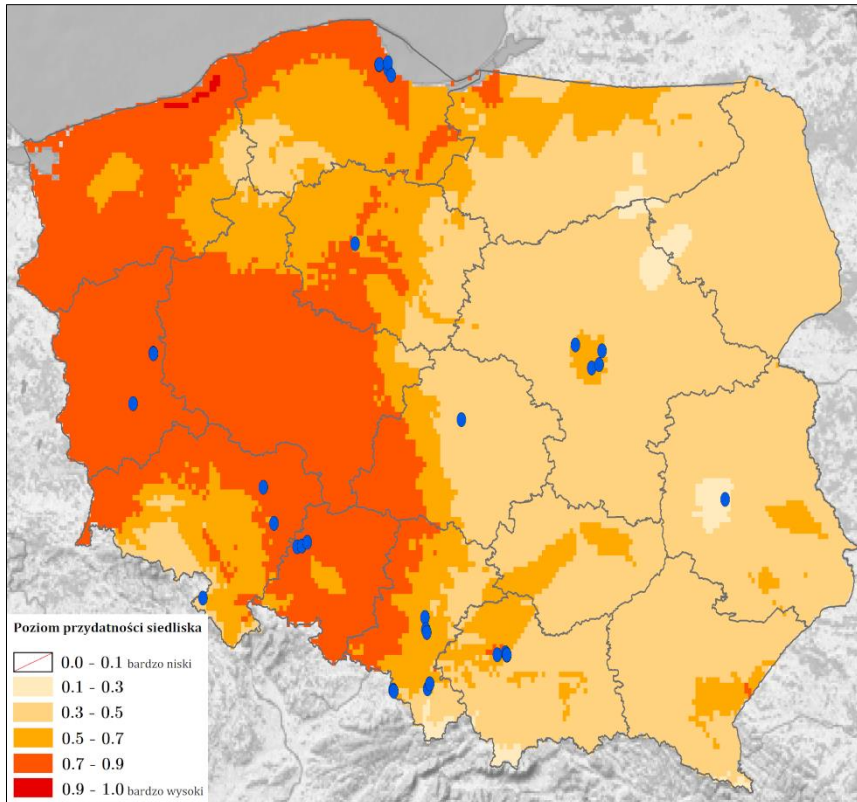 Poziom przydatności siedliska
0.0 - 0.1 bardzo niski
0.1 - 0.3
0.3 - 0.5
0.5 - 0.7
0.7 - 0.9
0.9 - 1.0 bardzo wysoki